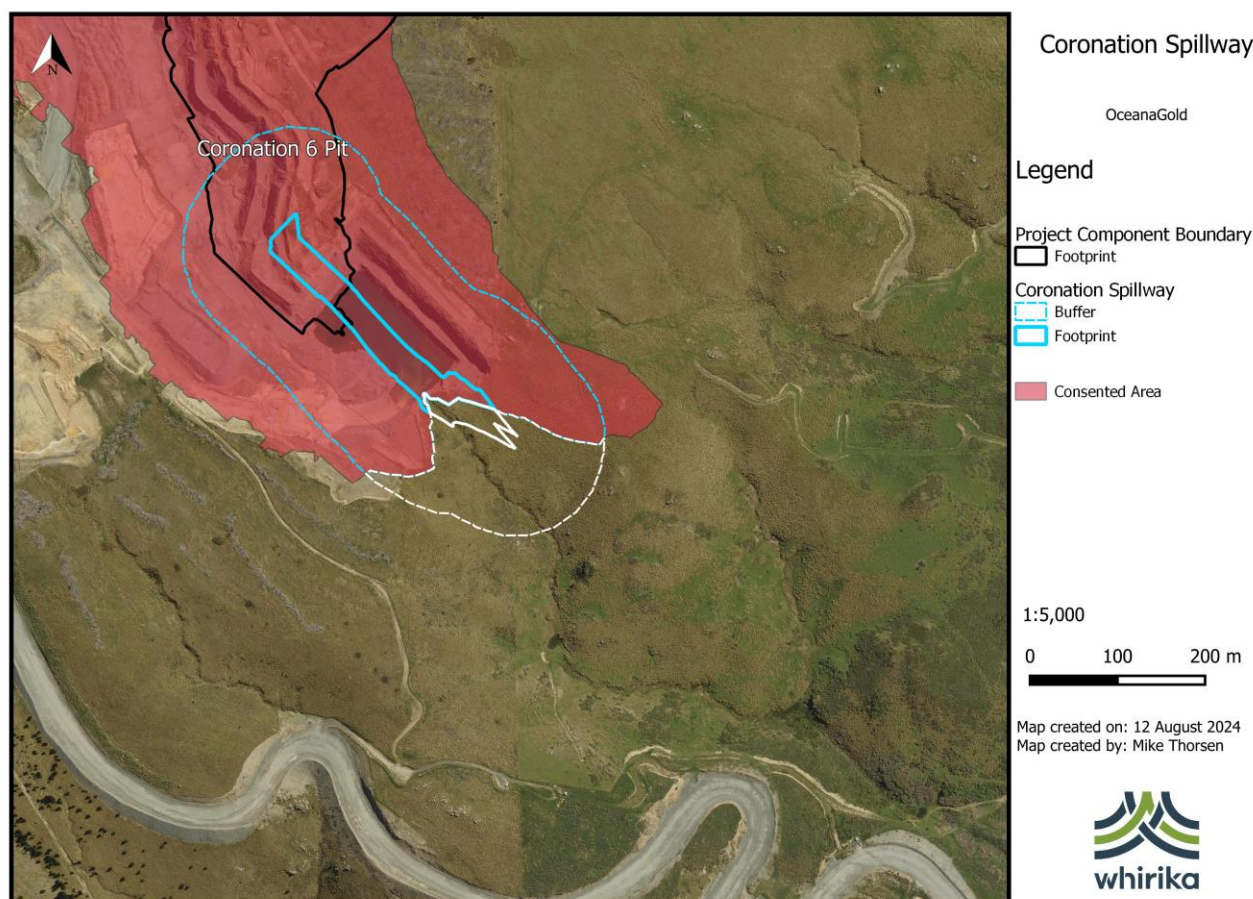 Coronation Spillway
OceanaGold
Legend
Project Component Boundary
Footprint
Coronation Spillway
Buffer
Footprint
Consented Area
1:5,000
0 100 200 m
Map created on: 12 August 2024
Map created by: Mike Thorsen
whirika
N
Coronation 6 Pit